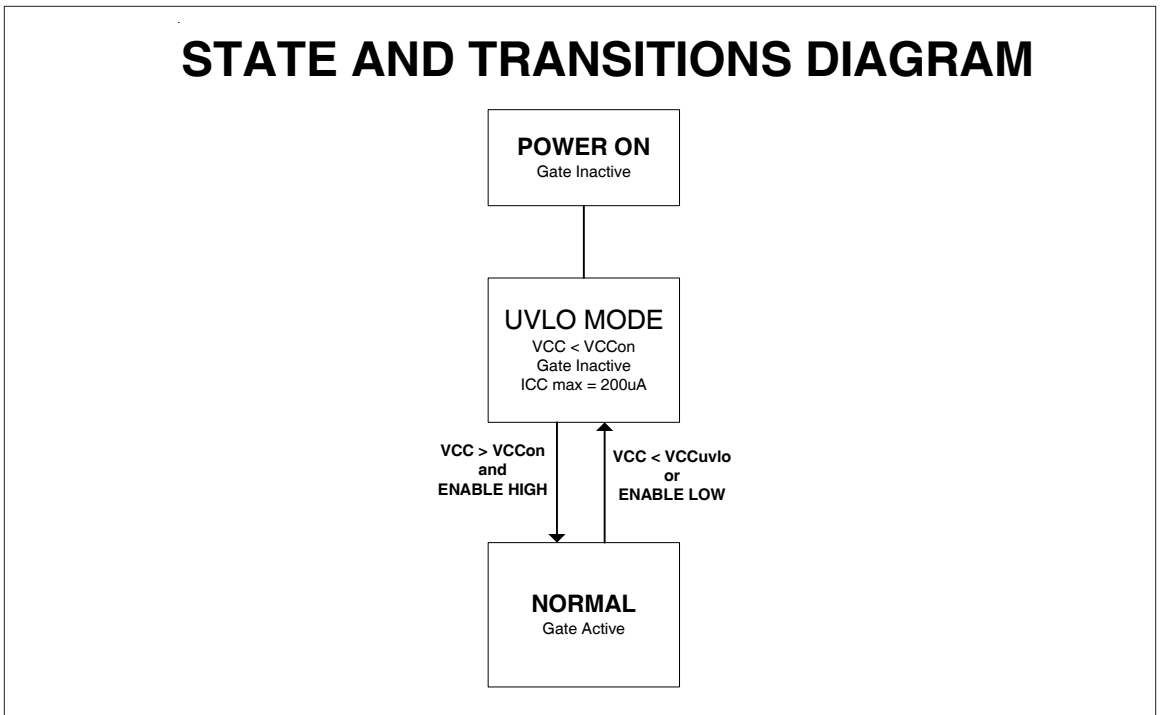 STATE AND TRANSITIONS DIAGRAM
POWER ON
Gate Inactive
UVLO MODE
VCC < VCCon
Gate Inactive
ICC max = 200uA
VCC > VCCon
and
ENABLE HIGH
VCC < VCCuvlo
or
ENABLE LOW
NORMAL
Gate Active